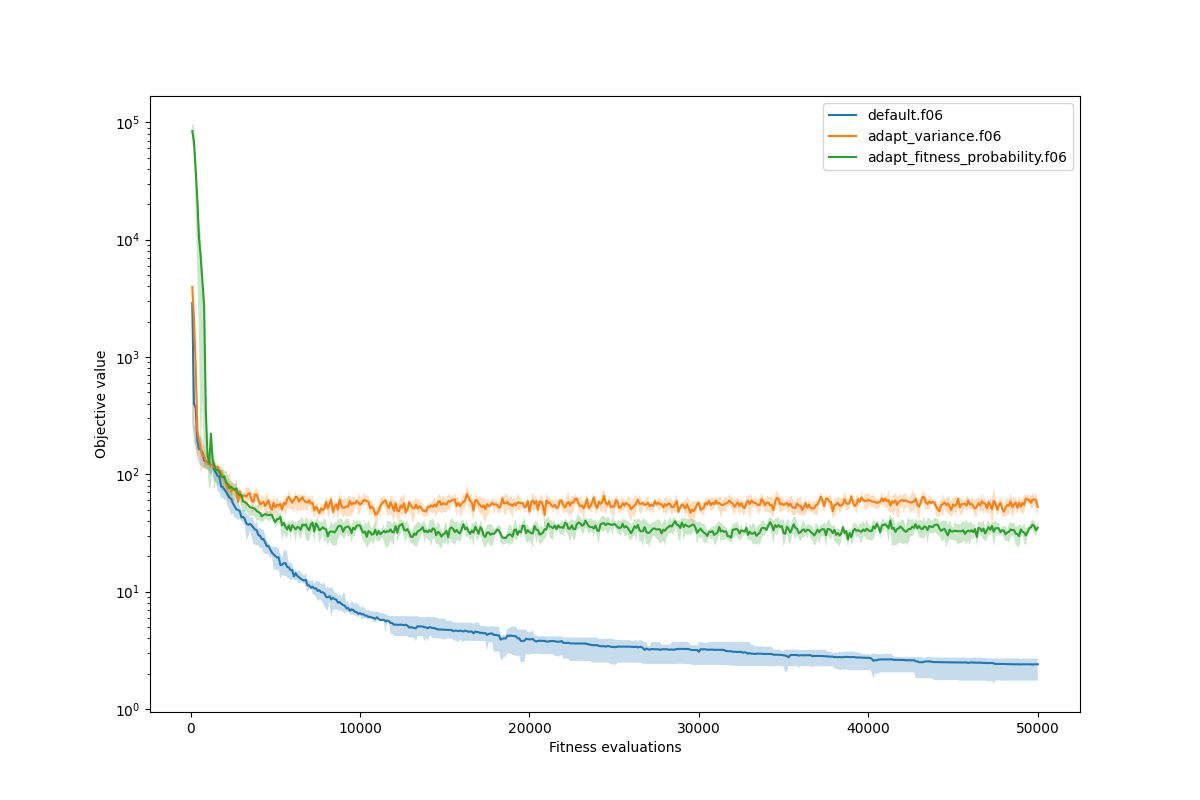 default.f06
adapt_variance.f06
adapt_fitness_probability.f06
Objective value
10^5
10^4
10^3
10^2
10^1
10^0
0 10000 20000 30000 40000 50000
Fitness evaluations